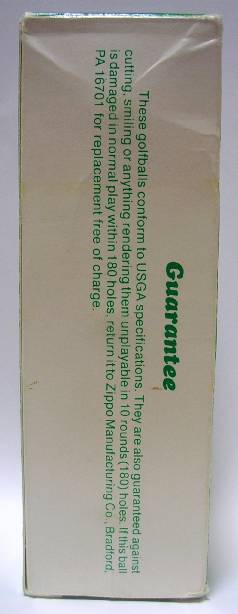 Guarantee
These golfballs conform to USGA specifications. They are also guaranteed against
cutting, smiling or anything rendering them unplayable in 10 rounds (180) holes. If this ball
is damaged in normal play within 180 holes, return it to Zippo Manufacturing Co., Bradford,
PA 16701 for replacement free of charge.